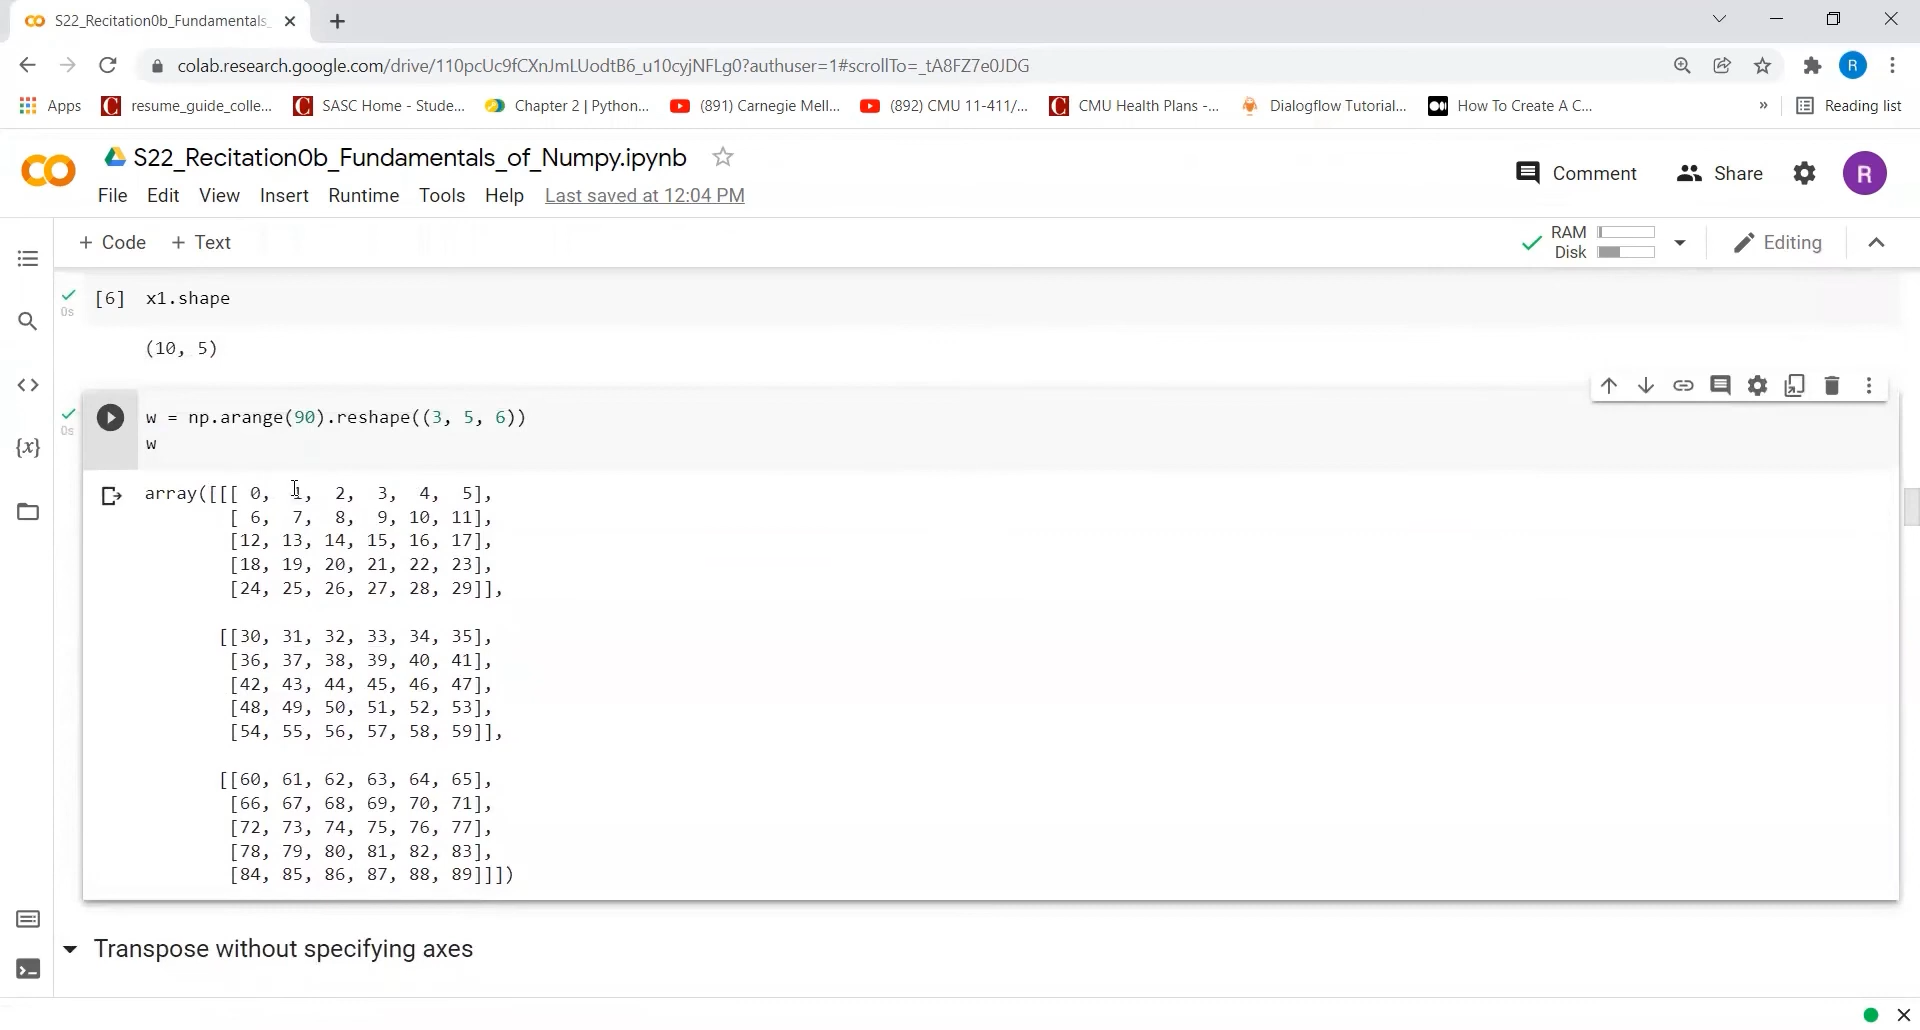 S22_Recitation0b_Fundamentals_
colab.research.google.com/drive/110pcUc9fCXnJmLUodtB6_u10cyjNFLg0?authuser=1#scrollTo=_tA8FZ7e0JDG
R
Apps resume_guide_colle... SASC Home - Stude... Chapter 2 | Python... (891) Carnegie Mell... (892) CMU 11-411/... CMU Health Plans -... Dialogflow Tutorial... How To Create A C... » Reading list
S22_Recitation0b_Fundamentals_of_Numpy.ipynb
Comment Share R
File Edit View Insert Runtime Tools Help Last saved at 12:04 PM
+ Code + Text
RAM
Disk
Editing
[6] x1.shape
0s
(10, 5)
w = np.arange(90).reshape((3, 5, 6))
0s
w
array([[[ 0, 1, 2, 3, 4, 5],
[ 6, 7, 8, 9, 10, 11],
[12, 13, 14, 15, 16, 17],
[18, 19, 20, 21, 22, 23],
[24, 25, 26, 27, 28, 29]],
[[30, 31, 32, 33, 34, 35],
[36, 37, 38, 39, 40, 41],
[42, 43, 44, 45, 46, 47],
[48, 49, 50, 51, 52, 53],
[54, 55, 56, 57, 58, 59]],
[[60, 61, 62, 63, 64, 65],
[66, 67, 68, 69, 70, 71],
[72, 73, 74, 75, 76, 77],
[78, 79, 80, 81, 82, 83],
[84, 85, 86, 87, 88, 89]]])
Transpose without specifying axes